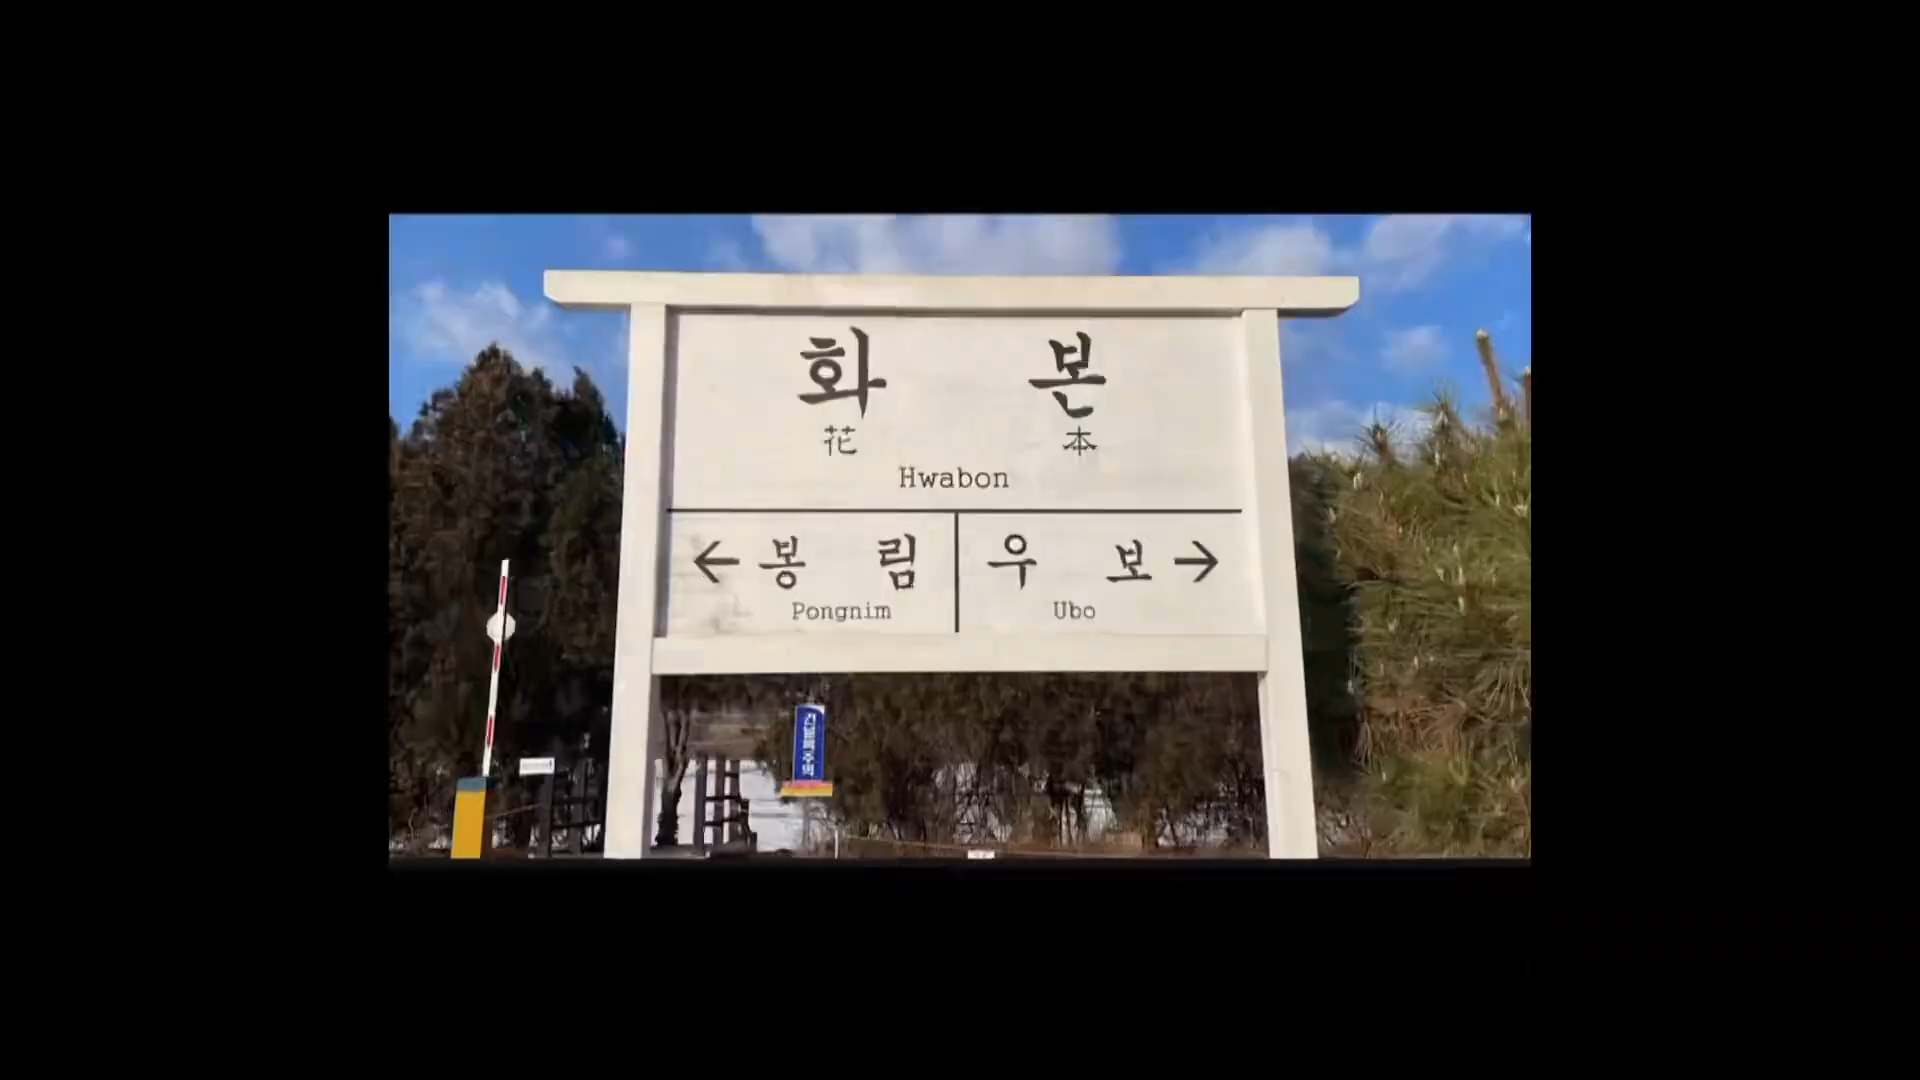 화 본
花 本
Hwabon
← 봉 림 우 보 →
Pongnim Ubo